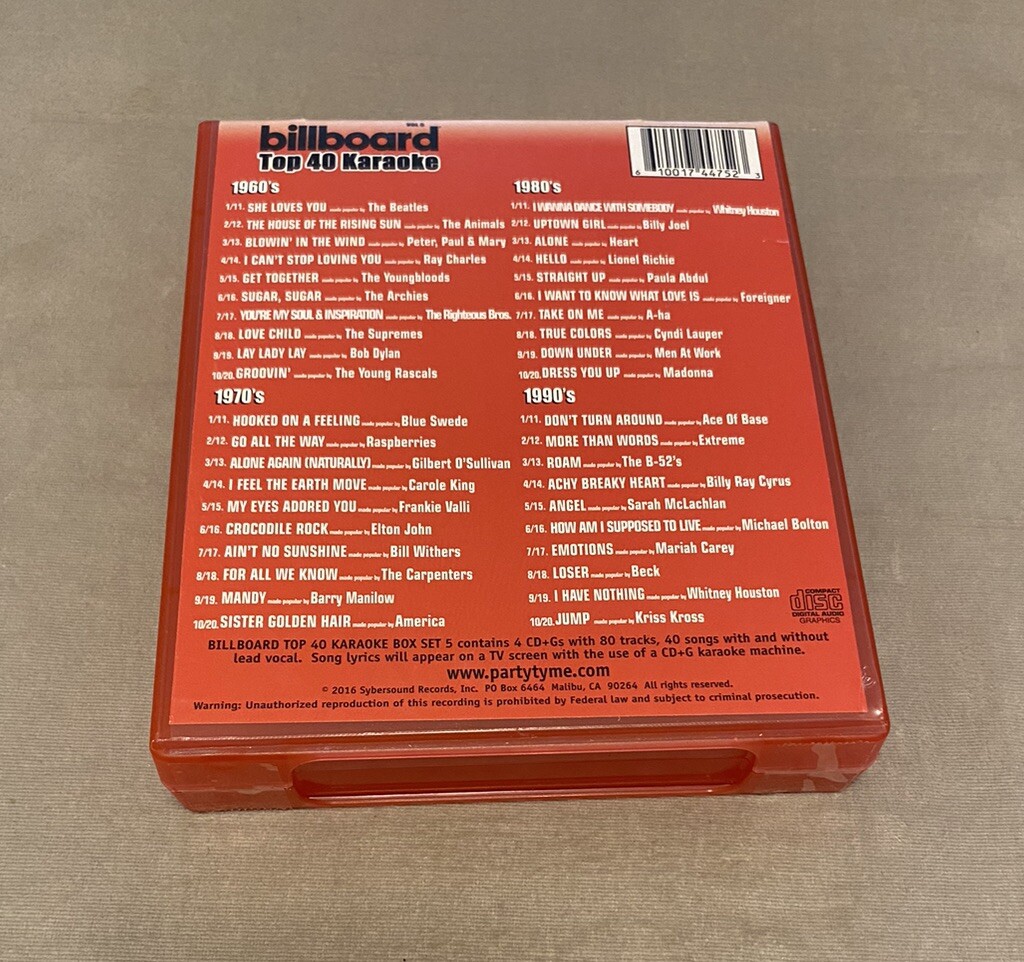 VOL 5
billboard
Top 40 Karaoke
6 10017 44752 3
1960's
1/11. SHE LOVES YOU made popular by The Beatles
2/12. THE HOUSE OF THE RISING SUN made popular by The Animals
3/13. BLOWIN' IN THE WIND made popular by Peter, Paul & Mary
4/14. I CAN'T STOP LOVING YOU made popular by Ray Charles
5/15. GET TOGETHER made popular by The Youngbloods
6/16. SUGAR, SUGAR made popular by The Archies
7/17. YOU'RE MY SOUL & INSPIRATION made popular by The Righteous Bros.
8/18. LOVE CHILD made popular by The Supremes
9/19. LAY LADY LAY made popular by Bob Dylan
10/20. GROOVIN' made popular by The Young Rascals
1970's
1/11. HOOKED ON A FEELING made popular by Blue Swede
2/12. GO ALL THE WAY made popular by Raspberries
3/13. ALONE AGAIN (NATURALLY) made popular by Gilbert O'Sullivan
4/14. I FEEL THE EARTH MOVE made popular by Carole King
5/15. MY EYES ADORED YOU made popular by Frankie Valli
6/16. CROCODILE ROCK made popular by Elton John
7/17. AIN'T NO SUNSHINE made popular by Bill Withers
8/18. FOR ALL WE KNOW made popular by The Carpenters
9/19. MANDY made popular by Barry Manilow
10/20. SISTER GOLDEN HAIR made popular by America
1980's
1/11. I WANNA DANCE WITH SOMEBODY made popular by Whitney Houston
2/12. UPTOWN GIRL made popular by Billy Joel
3/13. ALONE made popular by Heart
4/14. HELLO made popular by Lionel Richie
5/15. STRAIGHT UP made popular by Paula Abdul
6/16. I WANT TO KNOW WHAT LOVE IS made popular by Foreigner
7/17. TAKE ON ME made popular by A-ha
8/18. TRUE COLORS made popular by Cyndi Lauper
9/19. DOWN UNDER made popular by Men At Work
10/20. DRESS YOU UP made popular by Madonna
1990's
1/11. DON'T TURN AROUND made popular by Ace Of Base
2/12. MORE THAN WORDS made popular by Extreme
3/13. ROAM made popular by The B-52's
4/14. ACHY BREAKY HEART made popular by Billy Ray Cyrus
5/15. ANGEL made popular by Sarah McLachlan
6/16. HOW AM I SUPPOSED TO LIVE made popular by Michael Bolton
7/17. EMOTIONS made popular by Mariah Carey
8/18. LOSER made popular by Beck
9/19. I HAVE NOTHING made popular by Whitney Houston
10/20. JUMP made popular by Kriss Kross
COMPACT
disc
DIGITAL AUDIO
GRAPHICS
BILLBOARD TOP 40 KARAOKE BOX SET 5 contains 4 CD+Gs with 80 tracks, 40 songs with and without
lead vocal. Song lyrics will appear on a TV screen with the use of a CD+G karaoke machine.
www.partytyme.com
© 2016 Sybersound Records, Inc. PO Box 6464 Malibu, CA 90264 All rights reserved.
Warning: Unauthorized reproduction of this recording is prohibited by Federal law and subject to criminal prosecution.